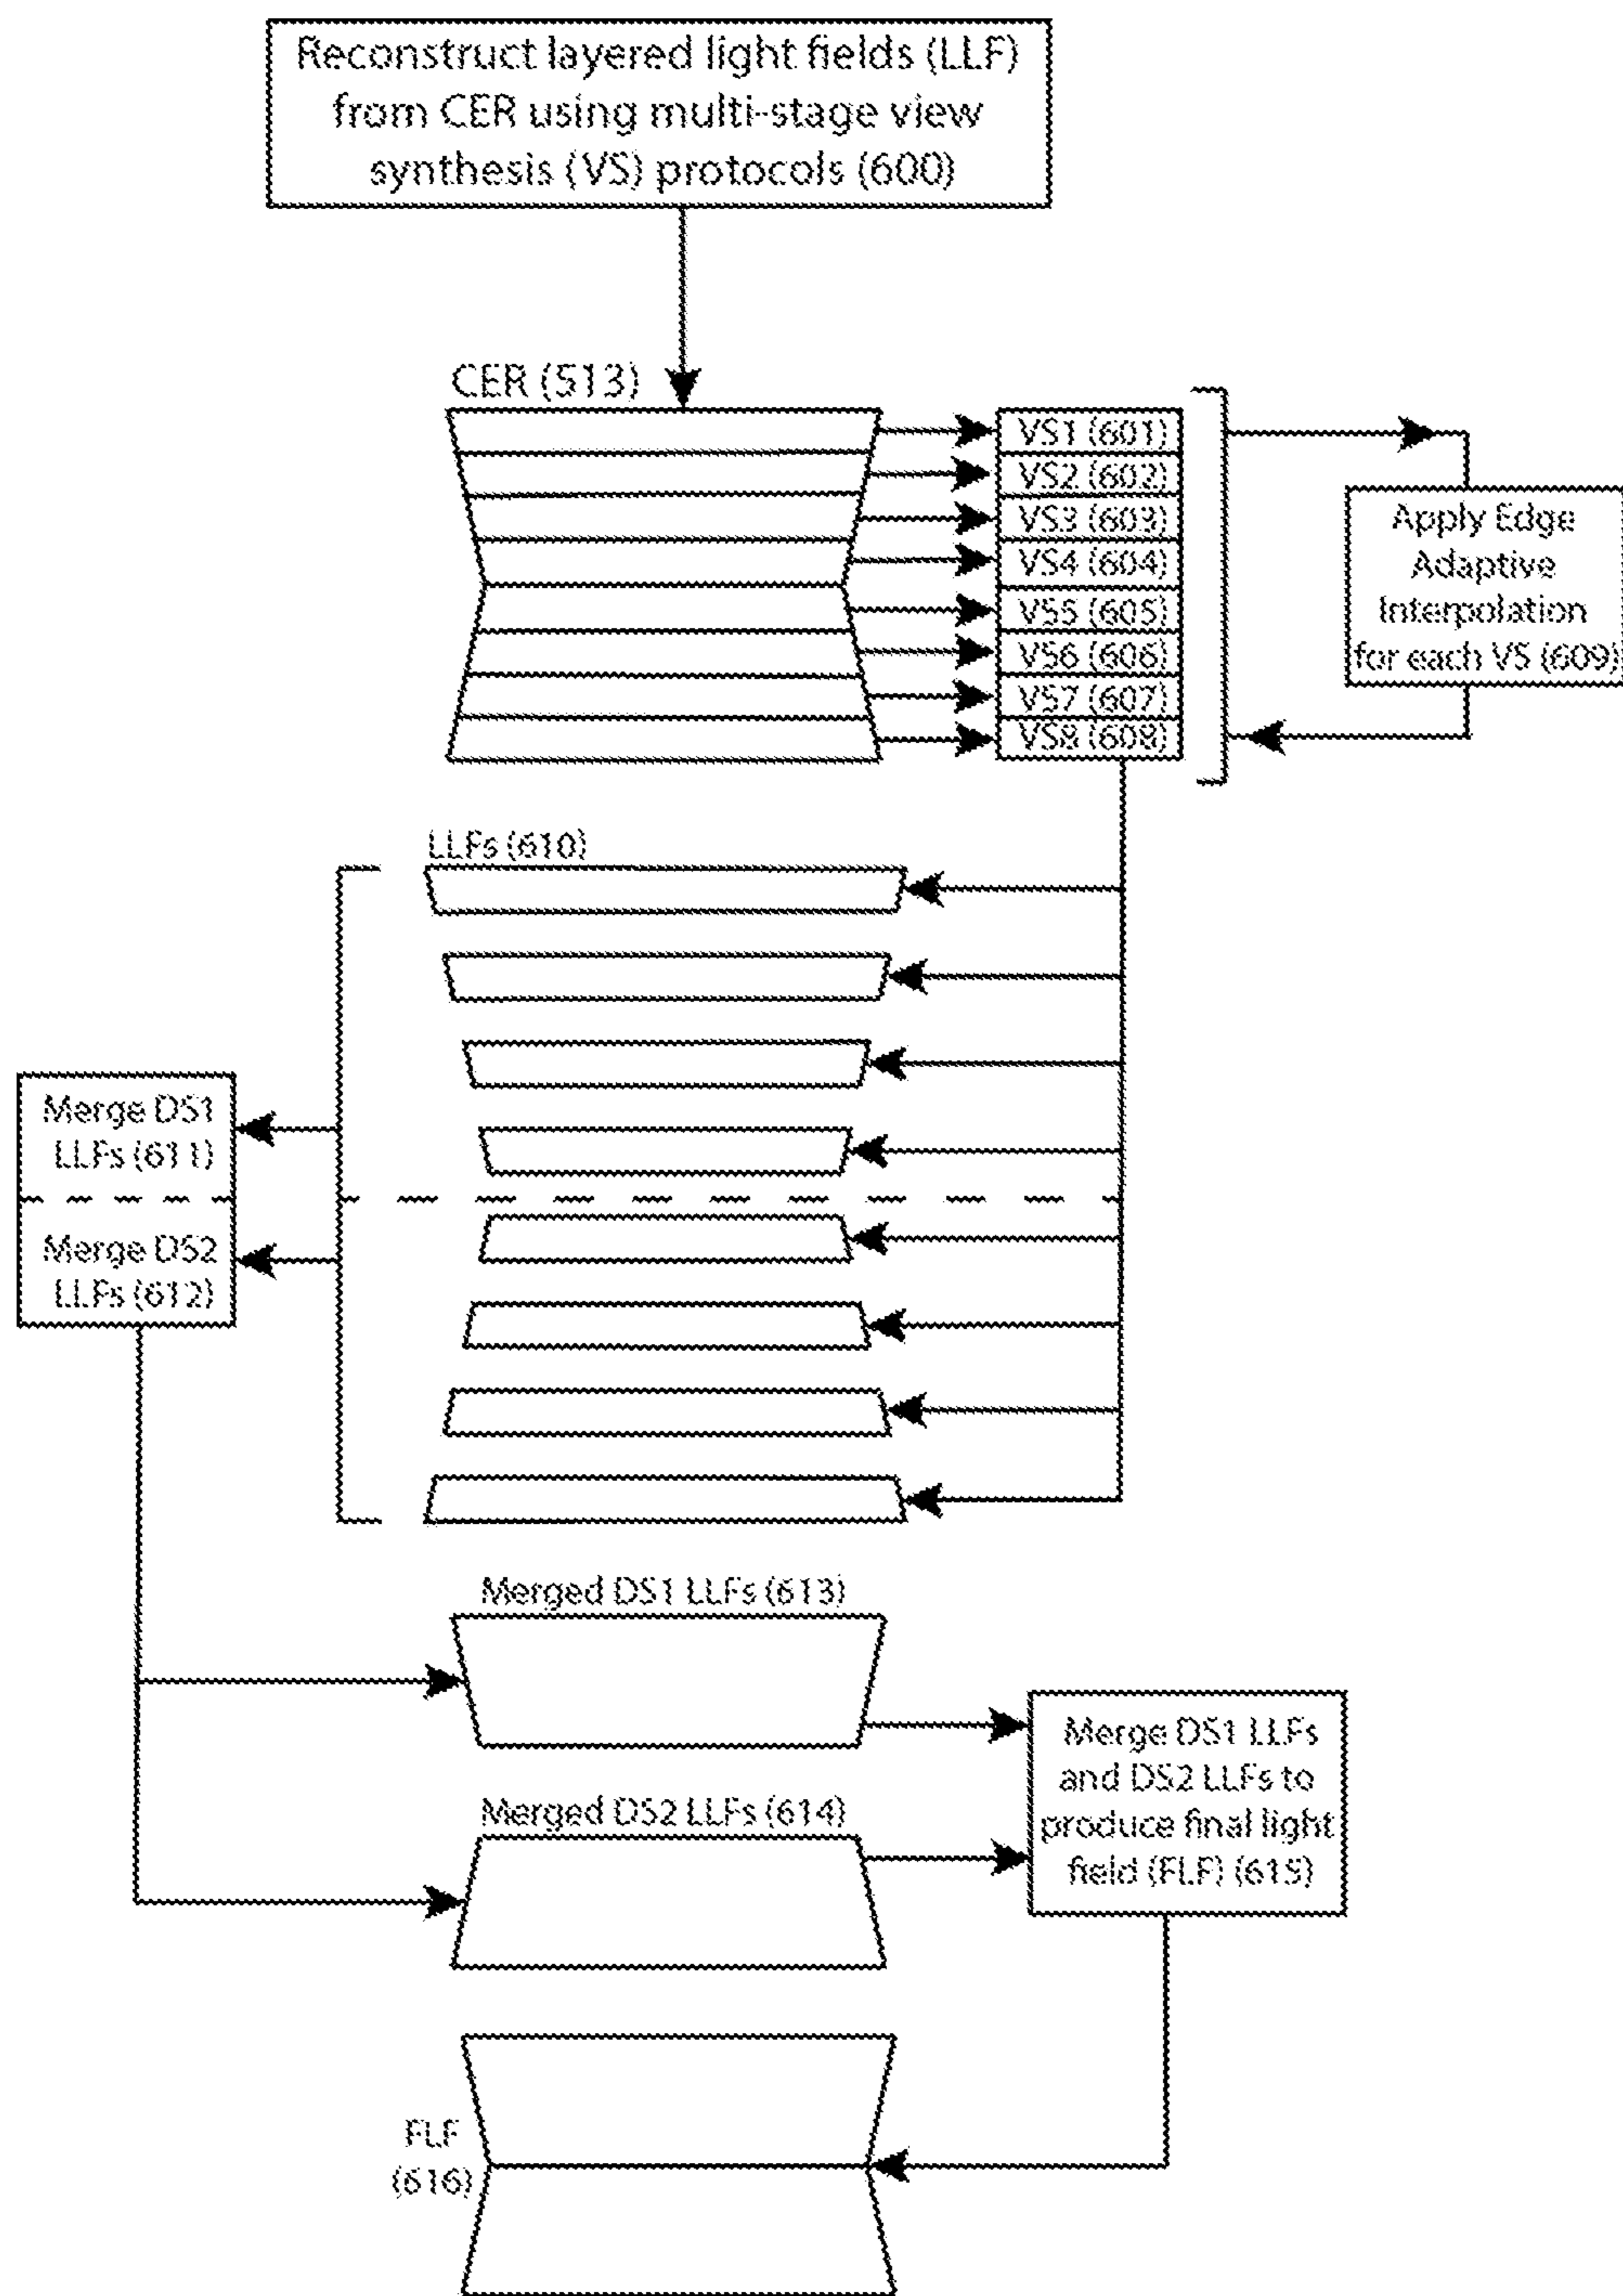 Reconstruct layered light fields (LLF)
from CER using multi-stage view
synthesis (VS) protocols (600)
CER (513)
VS1 (601)
VS2 (602)
VS3 (603)
VS4 (604)
VS5 (605)
VS6 (606)
VS7 (607)
VS8 (608)
Apply Edge
Adaptive
Interpolation
for each VS (609)
LLFs (610)
Merge DS1
LLFs (611)
Merge DS2
LLFs (612)
Merged DS1 LLFs (613)
Merged DS2 LLFs (614)
Merge DS1 LLFs
and DS2 LLFs to
produce final light
field (FLF) (615)
FLF
(616)